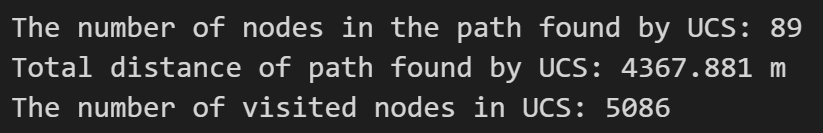 The number of nodes in the path found by UCS: 89
Total distance of path found by UCS: 4367.881 m
The number of visited nodes in UCS: 5086